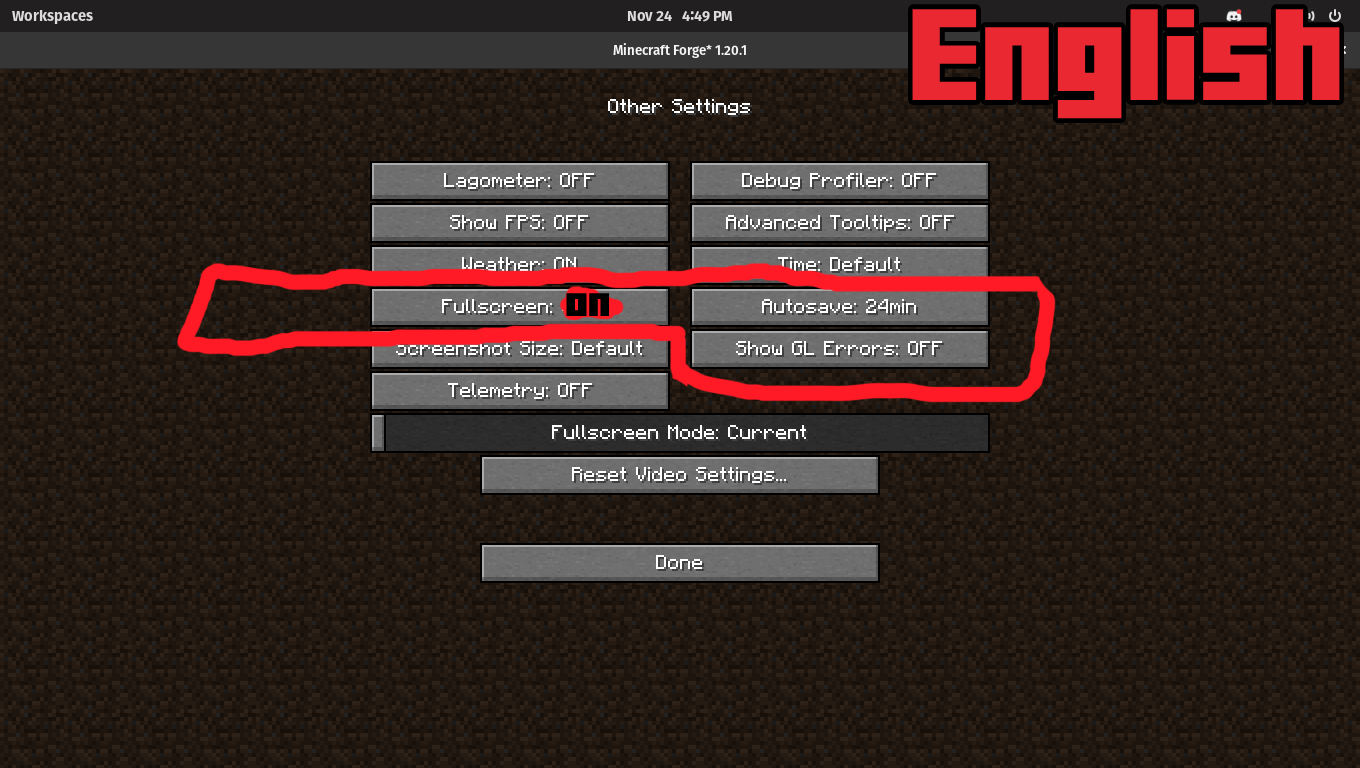 Workspaces
Nov 24 4:49 PM
English
Minecraft Forge* 1.20.1
Other Settings
Lagometer: OFF
Debug Profiler: OFF
Show FPS: OFF
Advanced Tooltips: OFF
Weather: ON
Time: Default
Fullscreen: on
Autosave: 24min
Screenshot Size: Default
Show GL Errors: OFF
Telemetry: OFF
Fullscreen Mode: Current
Reset Video Settings...
Done